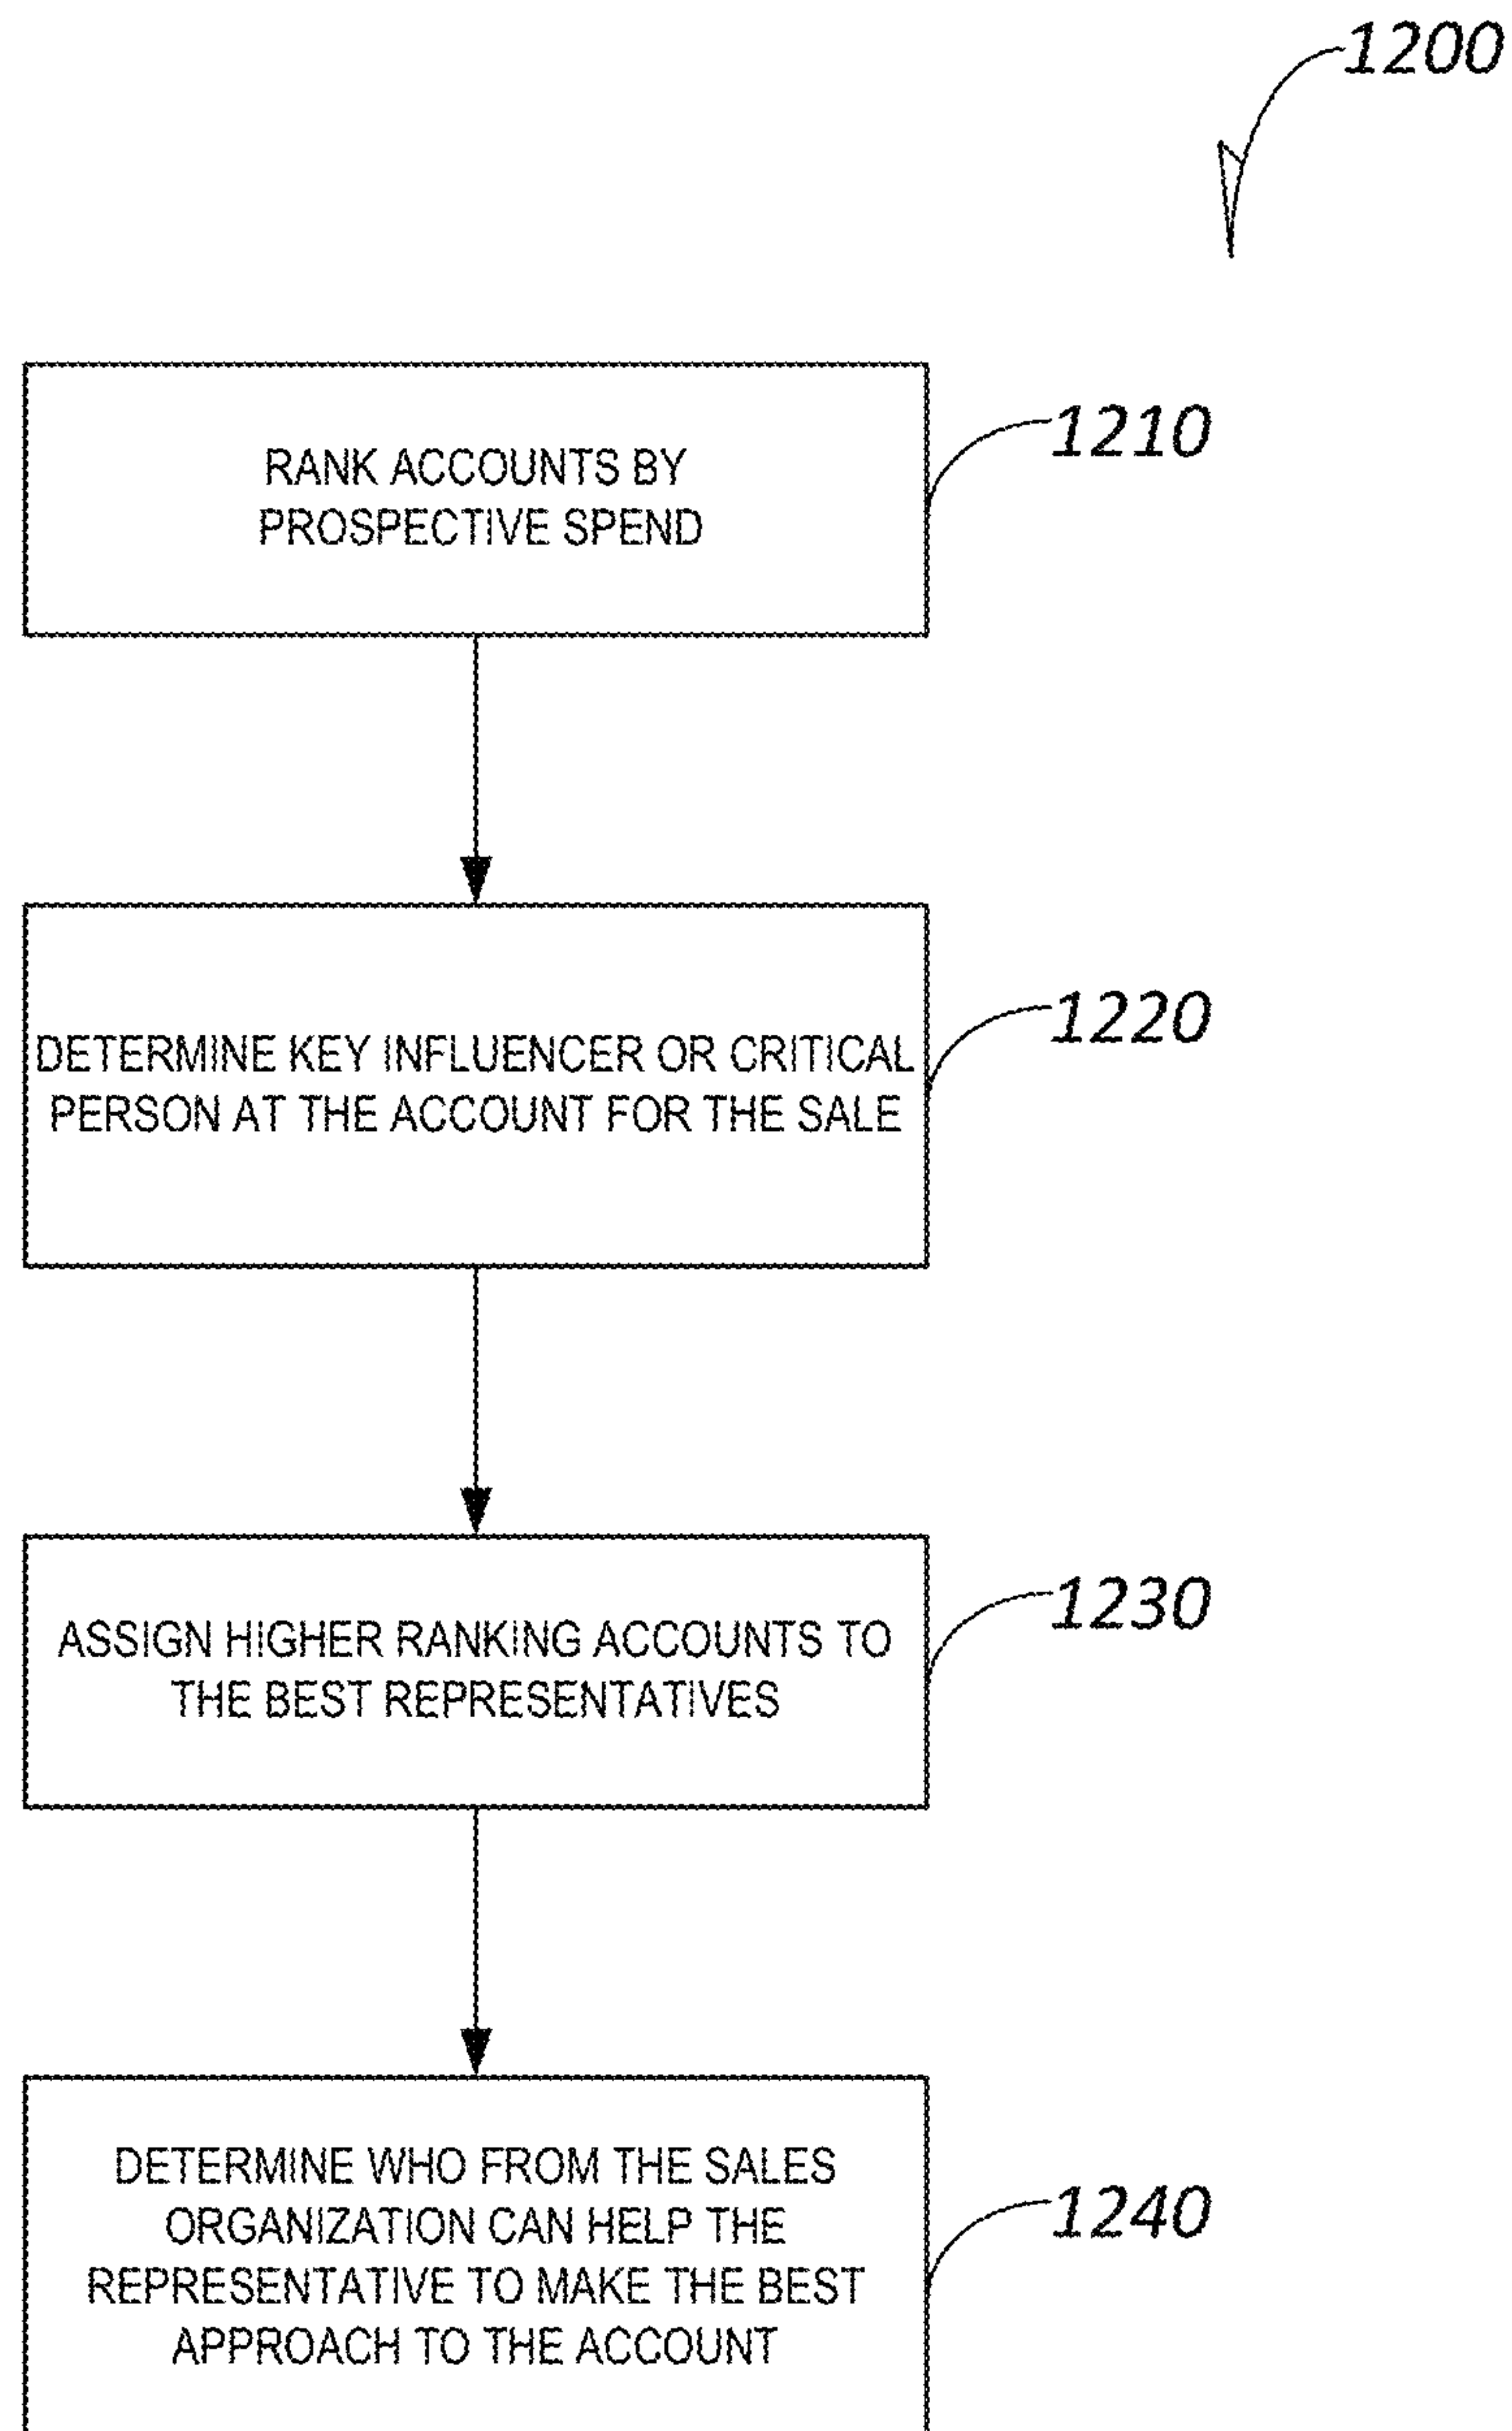 1200
RANK ACCOUNTS BY
PROSPECTIVE SPEND
1210
DETERMINE KEY INFLUENCER OR CRITICAL
PERSON AT THE ACCOUNT FOR THE SALE
1220
ASSIGN HIGHER RANKING ACCOUNTS TO
THE BEST REPRESENTATIVES
1230
DETERMINE WHO FROM THE SALES
ORGANIZATION CAN HELP THE
REPRESENTATIVE TO MAKE THE BEST
APPROACH TO THE ACCOUNT
1240